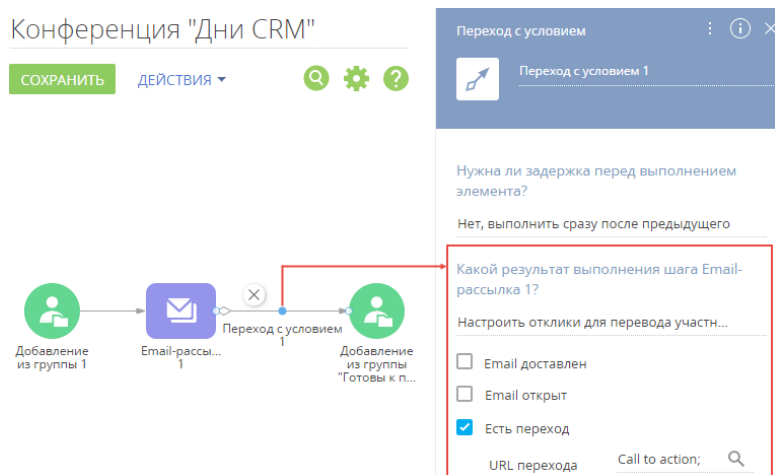 Конференция "Дни CRM"
СОХРАНИТЬ
ДЕЙСТВИЯ
Добавление
из группы 1
Email-рассы...
1
Переход с условием
1
Добавление
из группы
"Готовы к п...
Переход с условием
Переход с условием 1
Нужна ли задержка перед выполнением
элемента?
Нет, выполнить сразу после предыдущего
Какой результат выполнения шага Email-
рассылка 1?
Настроить отклики для перевода участн...
Email доставлен
Email открыт
Есть переход
URL перехода
Call to action;